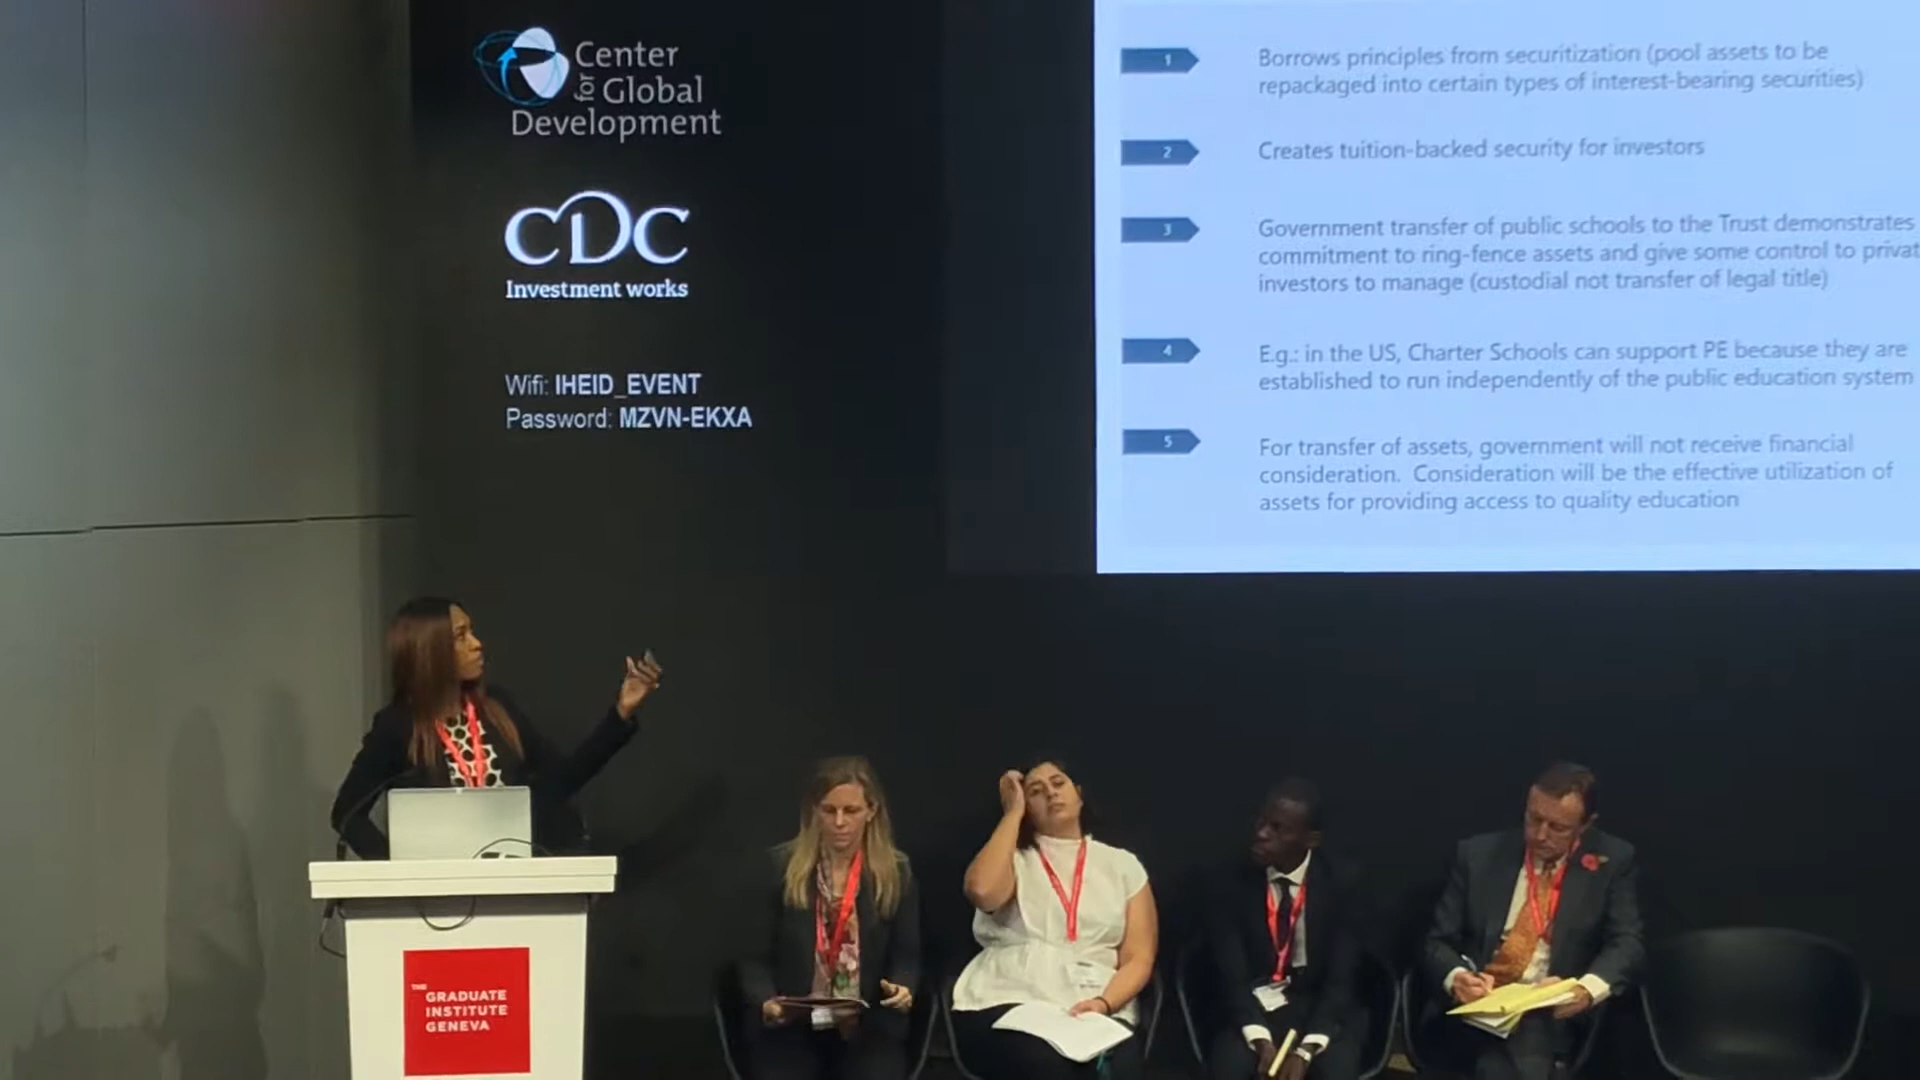 Center
for Global
Development
CDC
Investment works
Wifi: IHEID_EVENT
Password: MZVN-EKXA
1
Borrows principles from securitization (pool assets to be
repackaged into certain types of interest-bearing securities)
2
Creates tuition-backed security for investors
3
Government transfer of public schools to the Trust demonstrates
commitment to ring-fence assets and give some control to privat
investors to manage (custodial not transfer of legal title)
4
E.g.: in the US, Charter Schools can support PE because they are
established to run independently of the public education system
5
For transfer of assets, government will not receive financial
consideration. Consideration will be the effective utilization of
assets for providing access to quality education
THE
GRADUATE
INSTITUTE
GENEVA